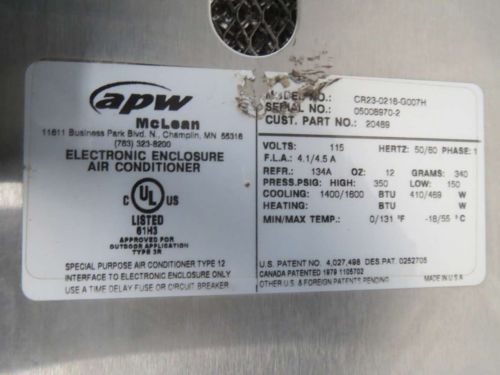 apw
McLean
11611 Business Park Blvd. N., Champlin, MN 55316
(763) 323-8200
ELECTRONIC ENCLOSURE
AIR CONDITIONER
C UL US
LISTED
61H3
APPROVED FOR
OUTDOOR APPLICATION
TYPE 3R
SPECIAL PURPOSE AIR CONDITIONER TYPE 12
INTERFACE TO ELECTRONIC ENCLOSURE ONLY
USE A TIME DELAY FUSE OR CIRCUIT BREAKER
MODEL NO.: CR23-0216-G007H
SERIAL NO.: 05008970-2
CUST. PART NO.: 20489
VOLTS: 115 HERTZ: 50/60 PHASE: 1
F.L.A.: 4.1/4.5 A
REFR.: 134A OZ: 12 GRAMS: 340
PRESS.PSIG: HIGH: 350 LOW: 150
COOLING: 1400/1600 BTU 410/469 W
HEATING: BTU W
MIN/MAX TEMP.: 0/131 °F -18/55 °C
U.S. PATENT NO. 4,027,498 DES.PAT. 0252705
CANADA PATENTED 1979 1105702
OTHER U.S. & FOREIGN PATENTS PENDING
MADE IN U.S.A.